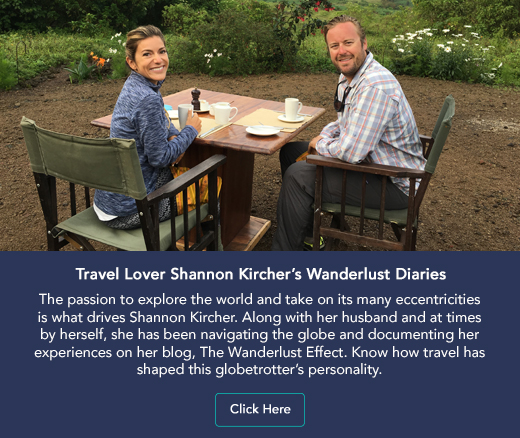 Travel Lover Shannon Kircher's Wanderlust Diaries
The passion to explore the world and take on its many eccentricities
is what drives Shannon Kircher. Along with her husband and at times
by herself, she has been navigating the globe and documenting her
experiences on her blog, The Wanderlust Effect. Know how travel has
shaped this globetrotter's personality.
Click Here